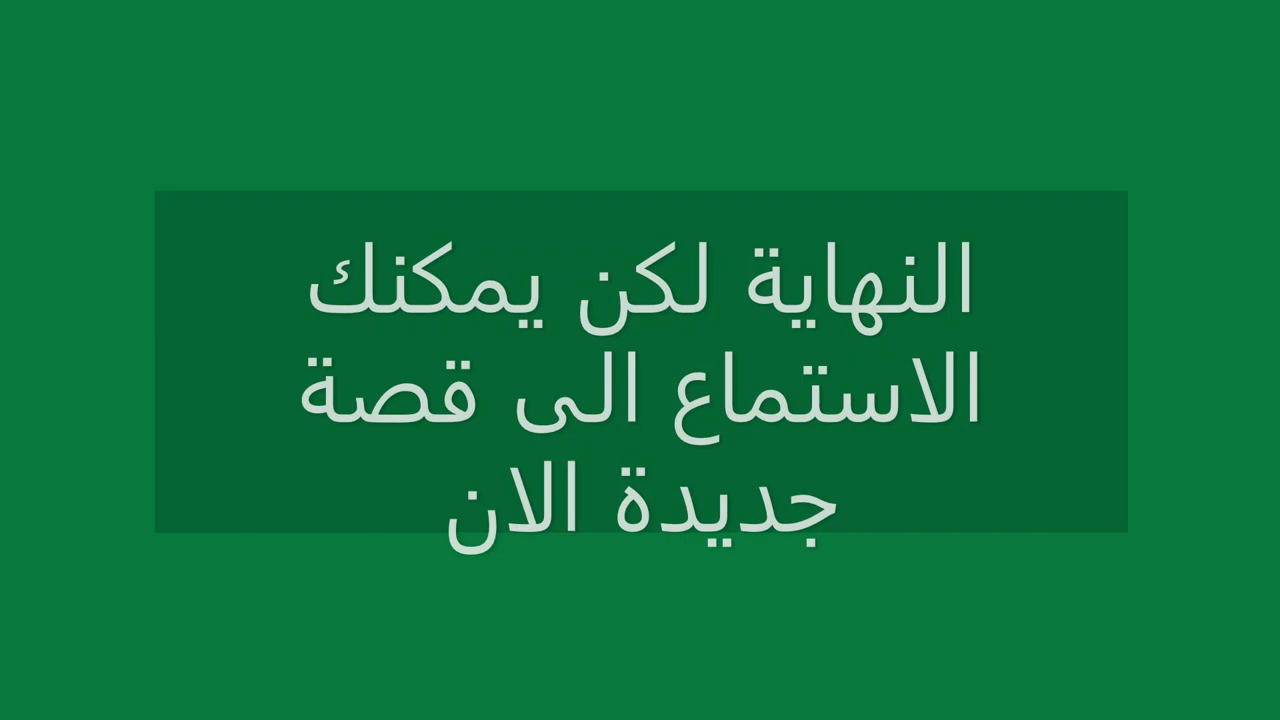 النهاية لكن يمكنك
الاستماع الى قصة
جديدة الان